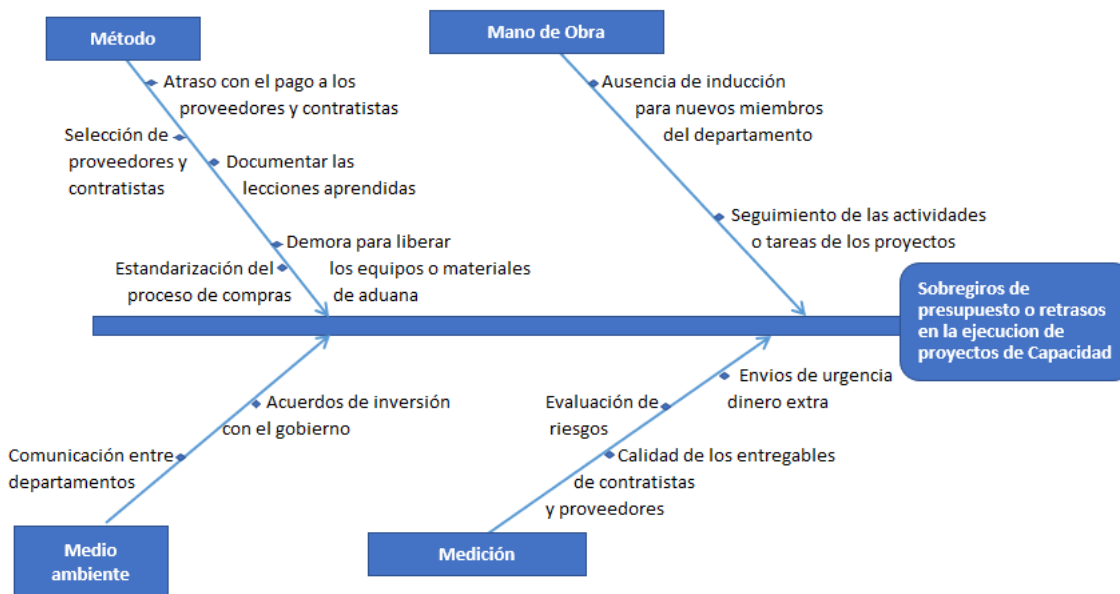 Método
Atraso con el pago a los
proveedores y contratistas
Selección de
proveedores y
contratistas
Documentar las
lecciones aprendidas
Demora para liberar
los equipos o materiales
de aduana
Estandarización del
proceso de compras
Mano de Obra
Ausencia de inducción
para nuevos miembros
del departamento
Seguimiento de las actividades
o tareas de los proyectos
Sobregiros de
presupuesto o retrasos
en la ejecucion de
proyectos de Capacidad
Acuerdos de inversión
con el gobierno
Comunicación entre
departamentos
Medio
ambiente
Envios de urgencia
dinero extra
Evaluación de
riesgos
Calidad de los entregables
de contratistas
y proveedores
Medición